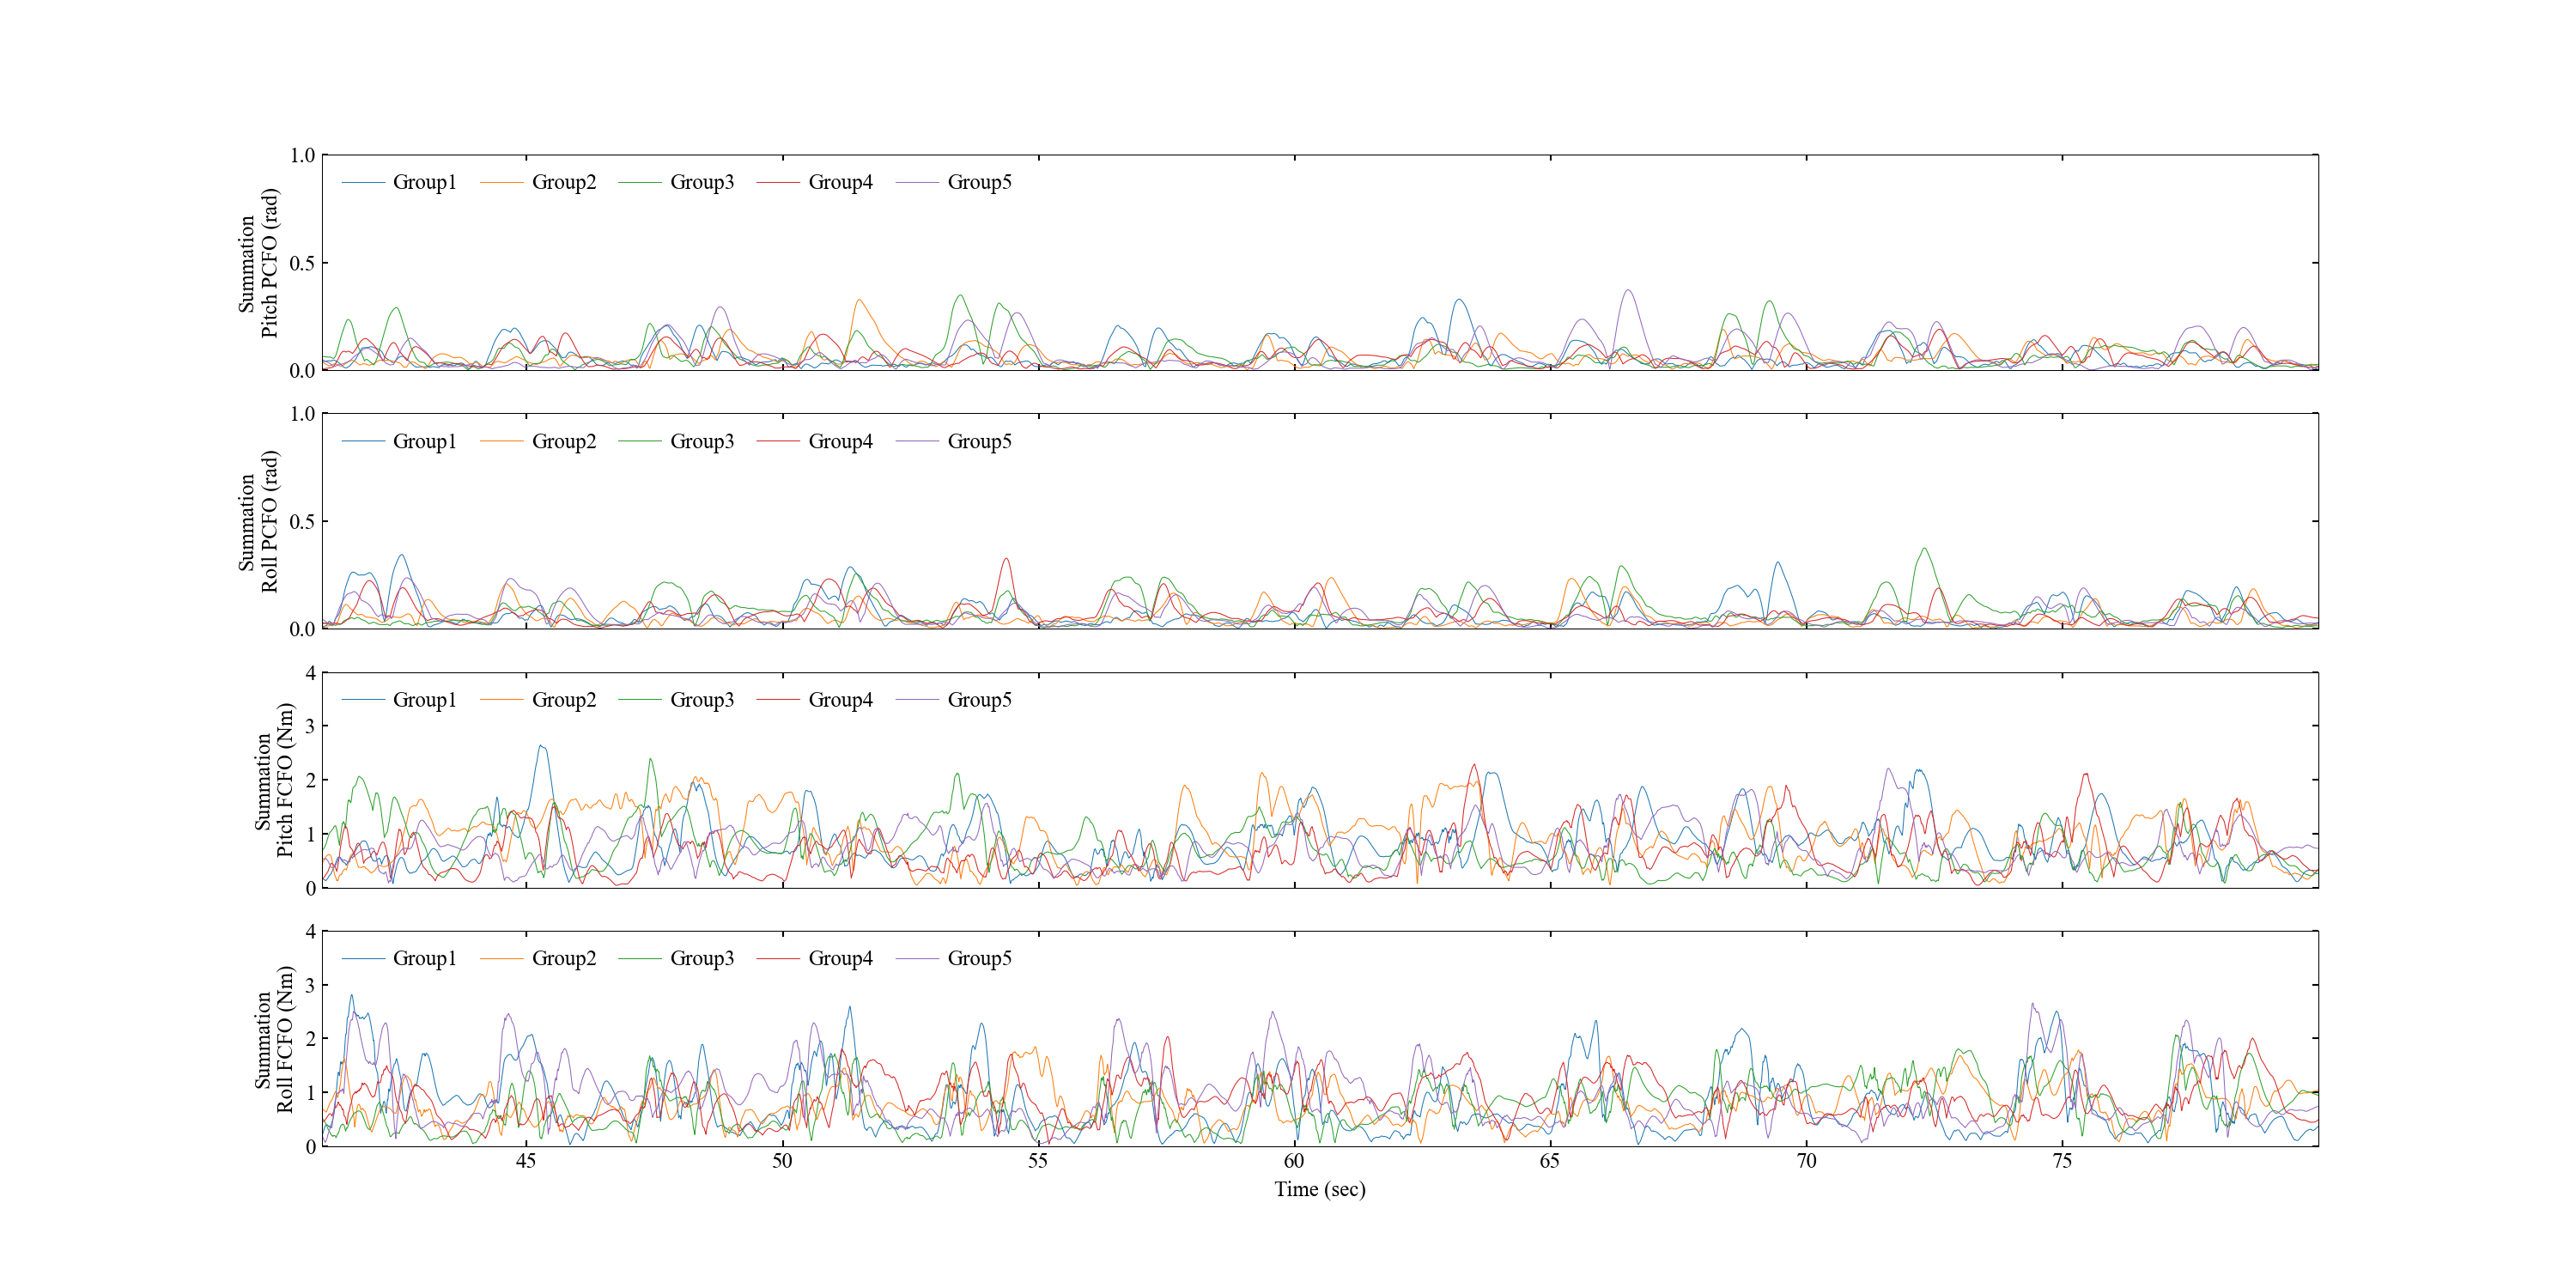 1.0
Group1 Group2 Group3 Group4 Group5
Summation
Pitch PCFO (rad)
0.5
0.0
1.0
Group1 Group2 Group3 Group4 Group5
Summation
Roll PCFO (rad)
0.5
0.0
4
Group1 Group2 Group3 Group4 Group5
3
Summation
Pitch FCFO (Nm)
2
1
0
4
Group1 Group2 Group3 Group4 Group5
3
Summation
Roll FCFO (Nm)
2
1
0
45 50 55 60 65 70 75
Time (sec)